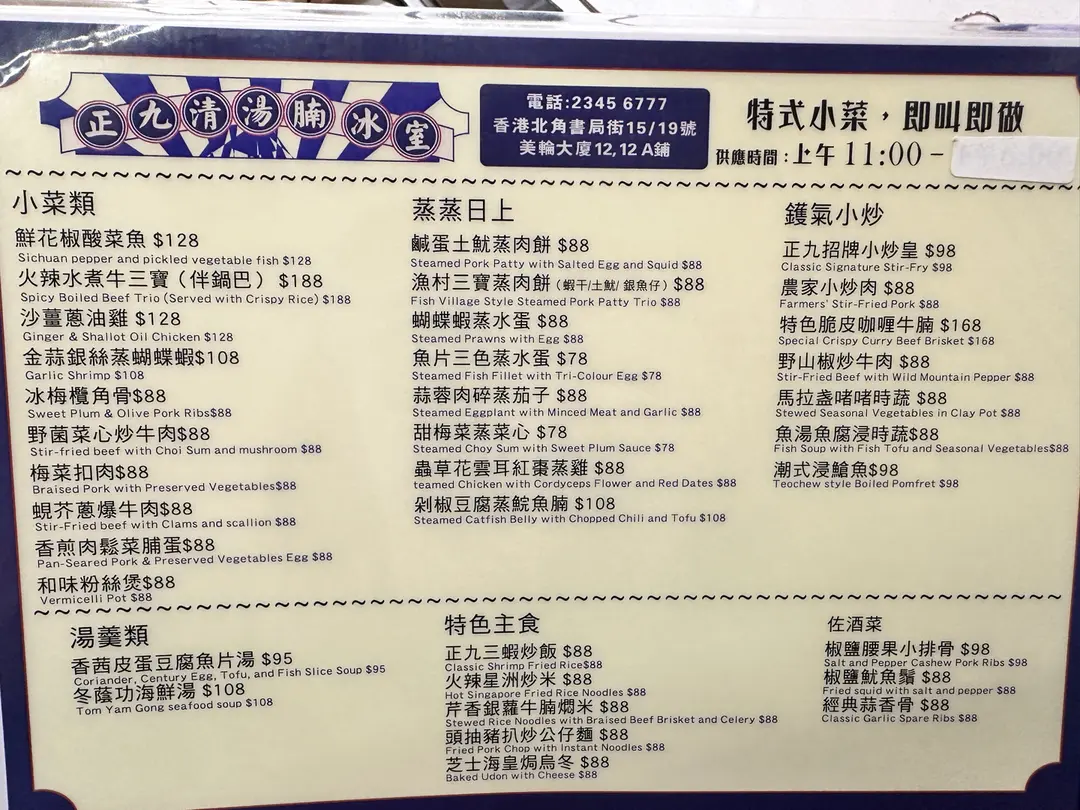 正九清湯腩冰室
電話:2345 6777
香港北角書局街15/19號
美輪大廈12,12 A鋪
特式小菜，即叫即做
供應時間：上午 11:00 –
小菜類
鮮花椒酸菜魚 $128
Sichuan pepper and pickled vegetable fish $128
火辣水煮牛三寶（伴鍋巴） $188
Spicy Boiled Beef Trio (Served with Crispy Rice) $188
沙薑蔥油雞 $128
Ginger & Shallot Oil Chicken $128
金蒜銀絲蒸蝴蝶蝦$108
Garlic Shrimp $108
冰梅欖角骨$88
Sweet Plum & Olive Pork Ribs$88
野菌菜心炒牛肉$88
Stir-fried beef with Choi Sum and mushroom $88
梅菜扣肉$88
Braised Pork with Preserved Vegetables$88
蜆芥蔥爆牛肉$88
Stir-Fried beef with Clams and scallion $88
香煎肉鬆菜脯蛋$88
Pan-Seared Pork & Preserved Vegetables Egg $88
和味粉絲煲$88
Vermicelli Pot $88
蒸蒸日上
鹹蛋土魷蒸肉餅 $88
Steamed Pork Patty with Salted Egg and Squid $88
漁村三寶蒸肉餅（蝦干/土魷/ 銀魚仔）$88
Fish Village Style Steamed Pork Patty Trio $88
蝴蝶蝦蒸水蛋 $88
Steamed Prawns with Egg $88
魚片三色蒸水蛋 $78
Steamed Fish Fillet with Tri-Colour Egg $78
蒜蓉肉碎蒸茄子 $88
Steamed Eggplant with Minced Meat and Garlic $88
甜梅菜蒸菜心 $78
Steamed Choy Sum with Sweet Plum Sauce $78
蟲草花雲耳紅棗蒸雞 $88
teamed Chicken with Cordyceps Flower and Red Dates $88
剁椒豆腐蒸鯇魚腩 $108
Steamed Catfish Belly with Chopped Chili and Tofu $108
鑊氣小炒
正九招牌小炒皇 $98
Classic Signature Stir-Fry $98
農家小炒肉 $88
Farmers' Stir-Fried Pork $88
特色脆皮咖喱牛腩 $168
Special Crispy Curry Beef Brisket $168
野山椒炒牛肉 $88
Stir-Fried Beef with Wild Mountain Pepper $88
馬拉盞啫啫時蔬 $88
Stewed Seasonal Vegetables in Clay Pot $88
魚湯魚腐浸時蔬$88
Fish Soup with Fish Tofu and Seasonal Vegetables$88
潮式浸鯧魚$98
Teochew style Boiled Pomfret $98
湯羹類
香茜皮蛋豆腐魚片湯 $95
Coriander, Century Egg, Tofu, and Fish Slice Soup $95
冬蔭功海鮮湯 $108
Tom Yam Gong seafood soup $108
特色主食
正九三蝦炒飯 $88
Classic Shrimp Fried Rice$88
火辣星洲炒米 $88
Hot Singapore Fried Rice Noodles $88
芹香銀蘿牛腩燜米 $88
Stewed Rice Noodles with Braised Beef Brisket and Celery $88
頭抽豬扒炒公仔麵 $88
Fried Pork Chop with Instant Noodles $88
芝士海皇焗烏冬 $88
Baked Udon with Cheese $88
佐酒菜
椒鹽腰果小排骨 $98
Salt and Pepper Cashew Pork Ribs $98
椒鹽魷魚鬚 $88
Fried squid with salt and pepper $88
經典蒜香骨 $88
Classic Garlic Spare Ribs $88